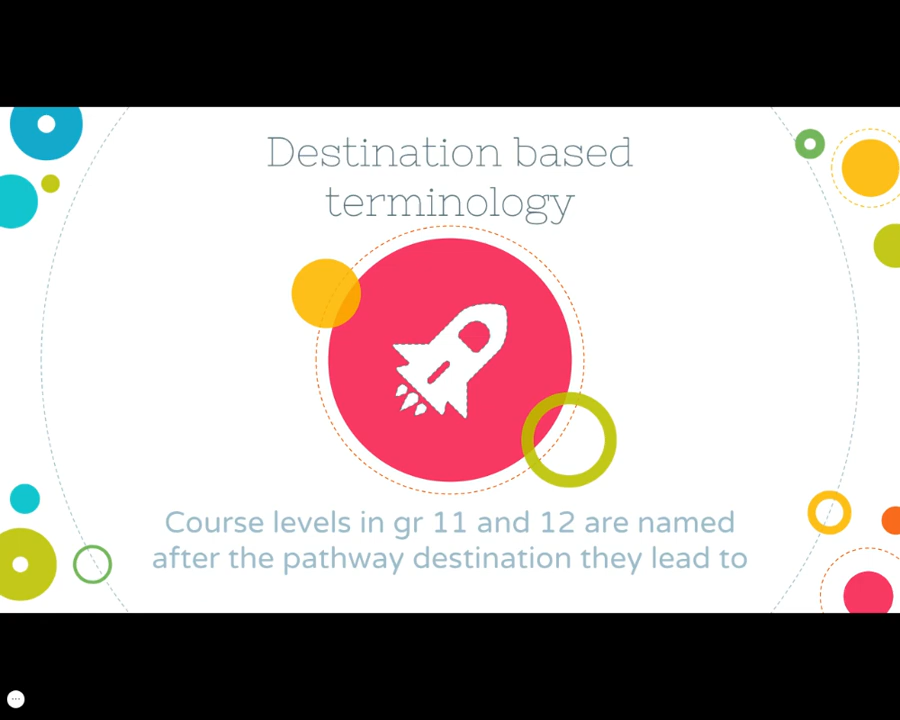 Destination based
terminology
Course levels in gr 11 and 12 are named
after the pathway destination they lead to